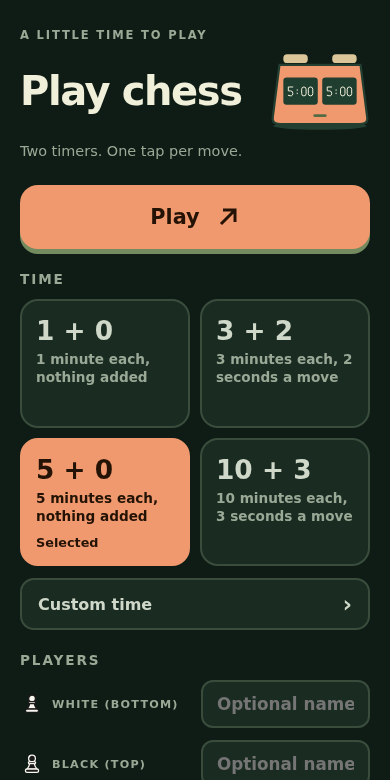 A LITTLE TIME TO PLAY
Play chess
5:00 5:00
Two timers. One tap per move.
Play
TIME
1 + 0
1 minute each,
nothing added
3 + 2
3 minutes each, 2
seconds a move
5 + 0
5 minutes each,
nothing added
Selected
10 + 3
10 minutes each,
3 seconds a move
Custom time
PLAYERS
WHITE (BOTTOM)
Optional name
BLACK (TOP)
Optional name